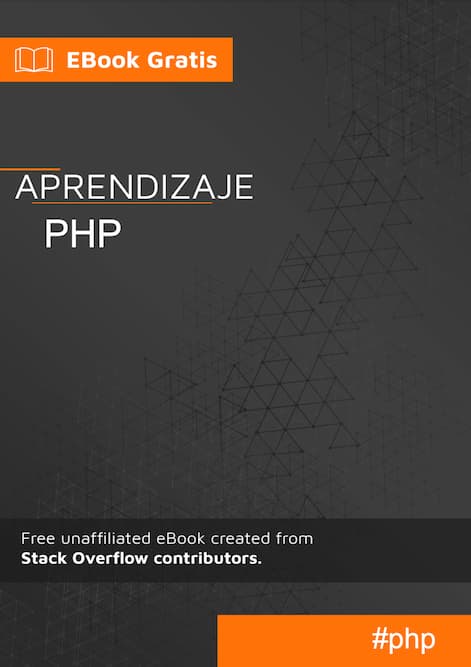 EBook Gratis
APRENDIZAJE
PHP
Free unaffiliated eBook created from
Stack Overflow contributors.
#php